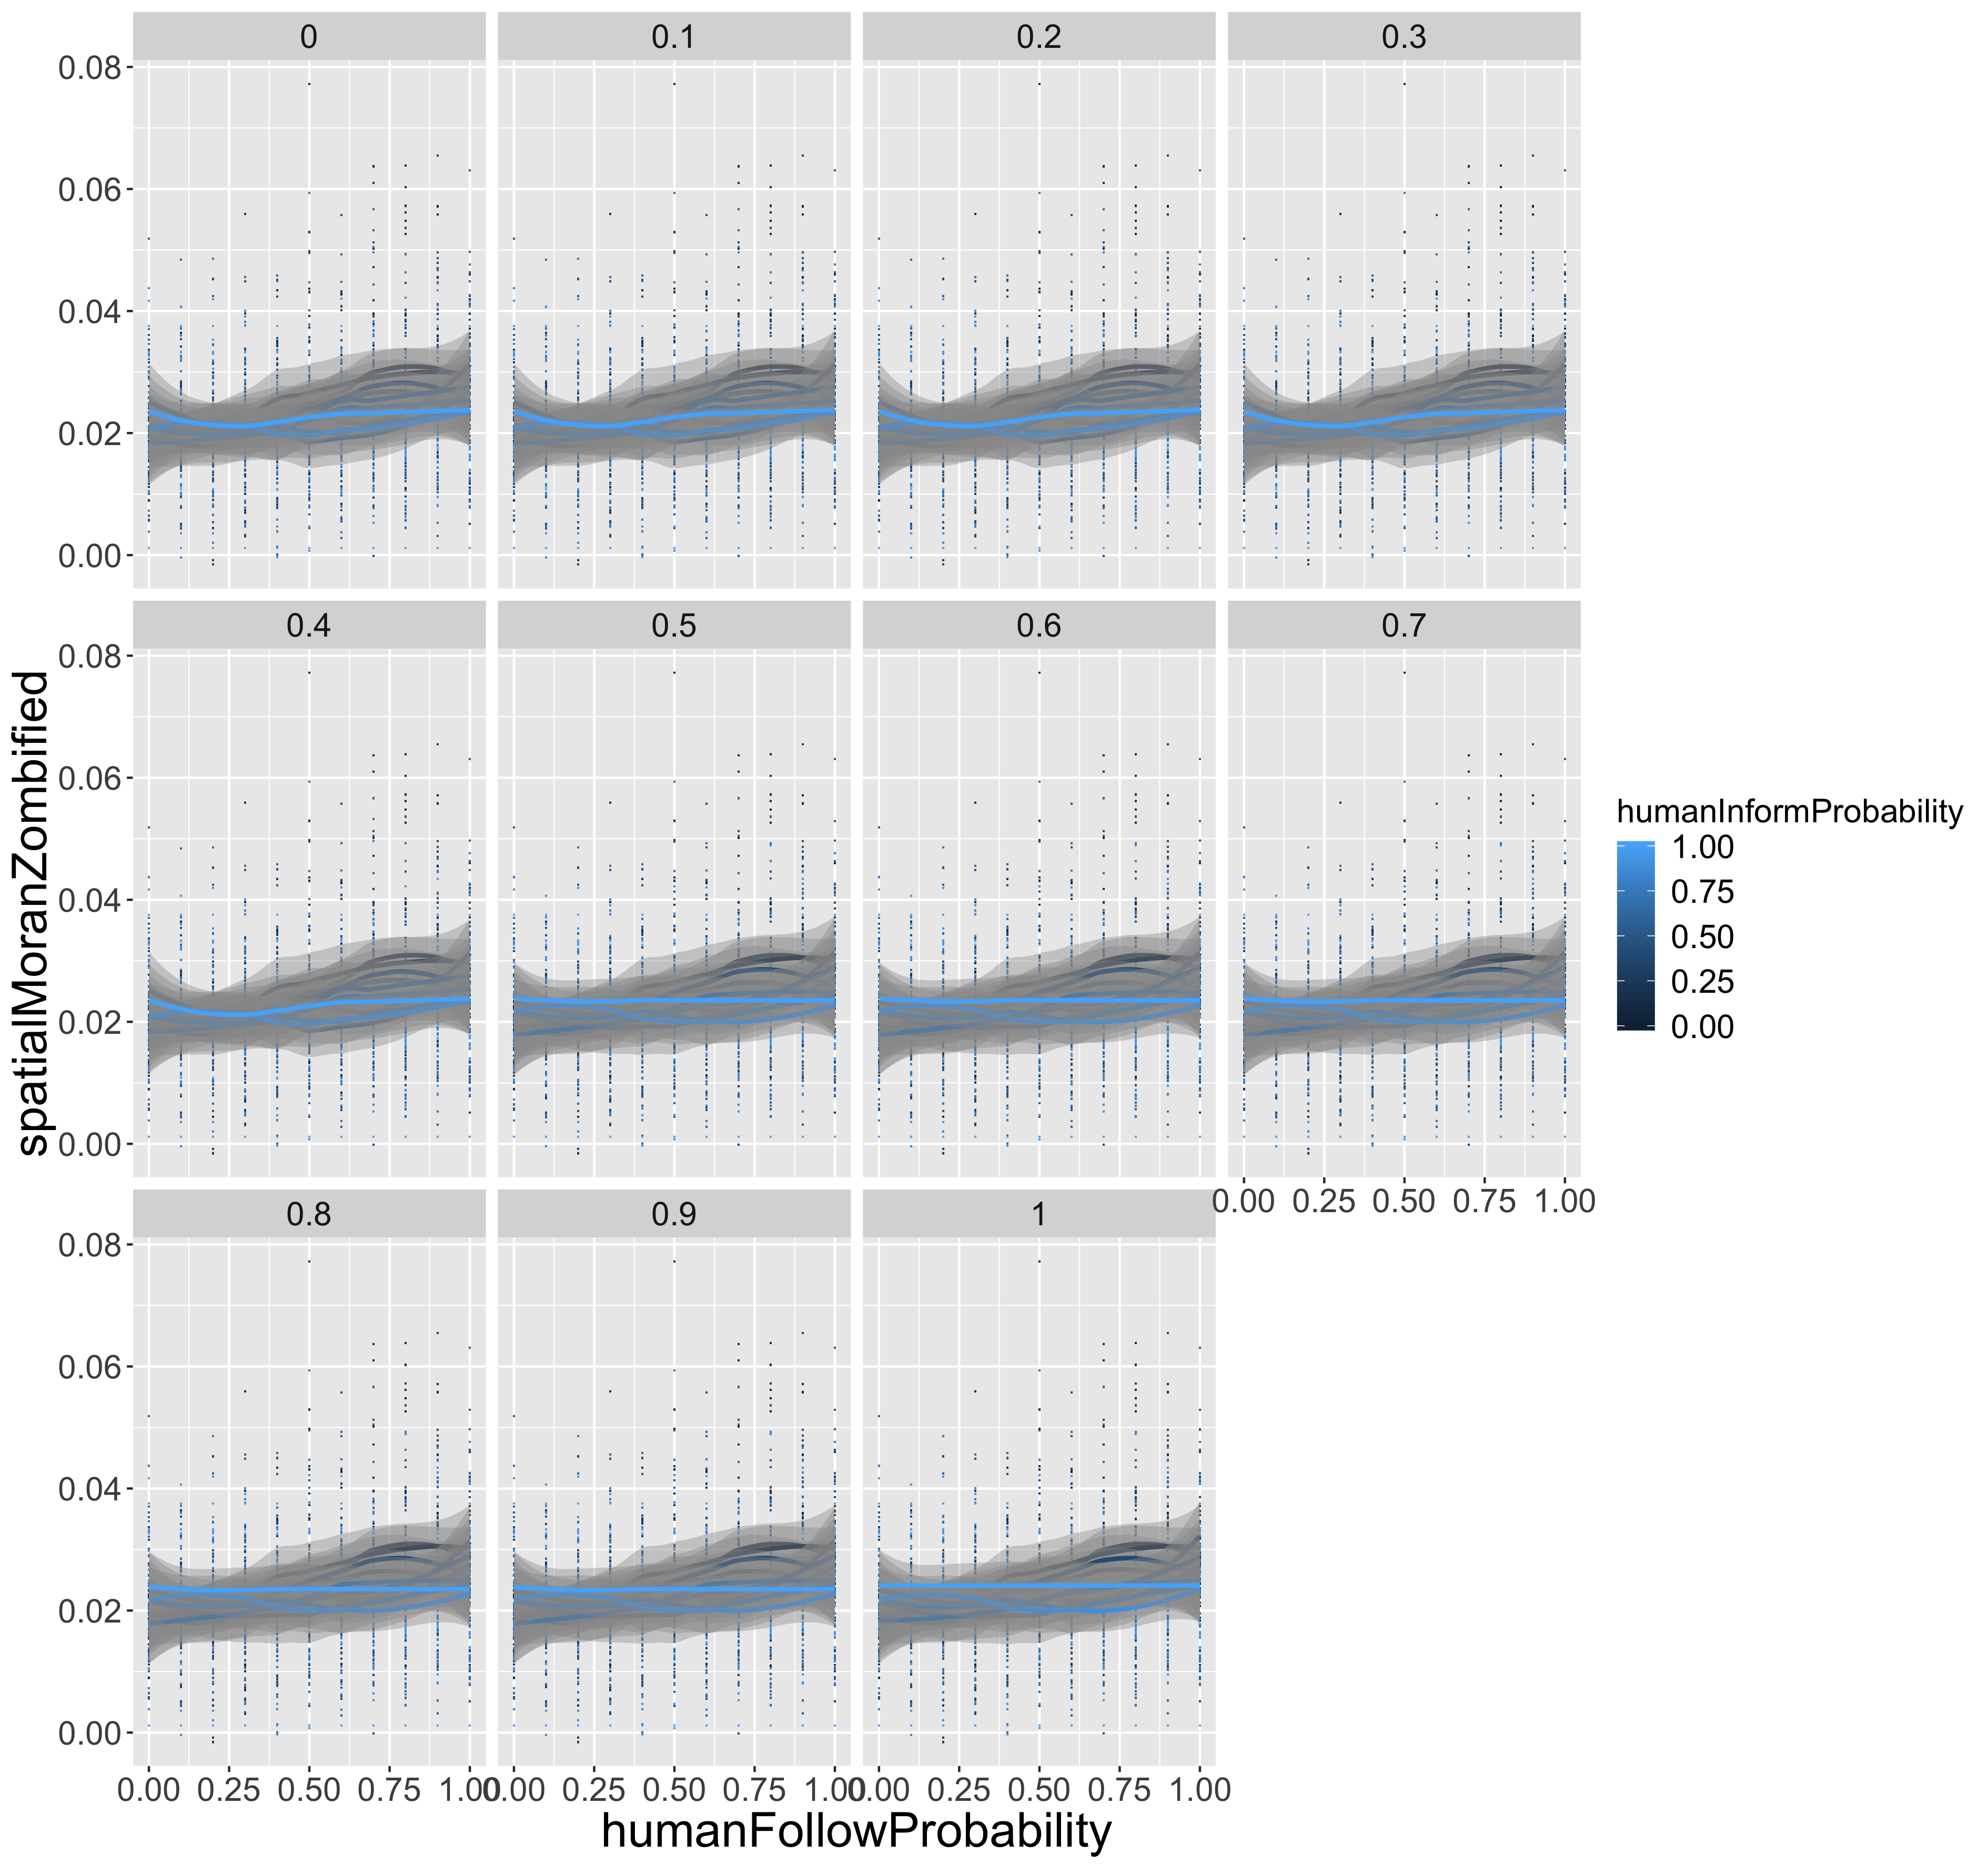 0 0.1 0.2 0.3
0.08
0.06
0.04
0.02
0.00
0.4 0.5 0.6 0.7
0.08
0.06
0.04
0.02
0.00
0.00 0.25 0.50 0.75 1.00
0.8 0.9 1
0.08
0.06
0.04
0.02
0.00
0.00 0.25 0.50 0.75 1.00 0.00 0.25 0.50 0.75 1.00 0.00 0.25 0.50 0.75 1.00
humanFollowProbability
spatialMoranZombified
humanInformProbability
1.00
0.75
0.50
0.25
0.00